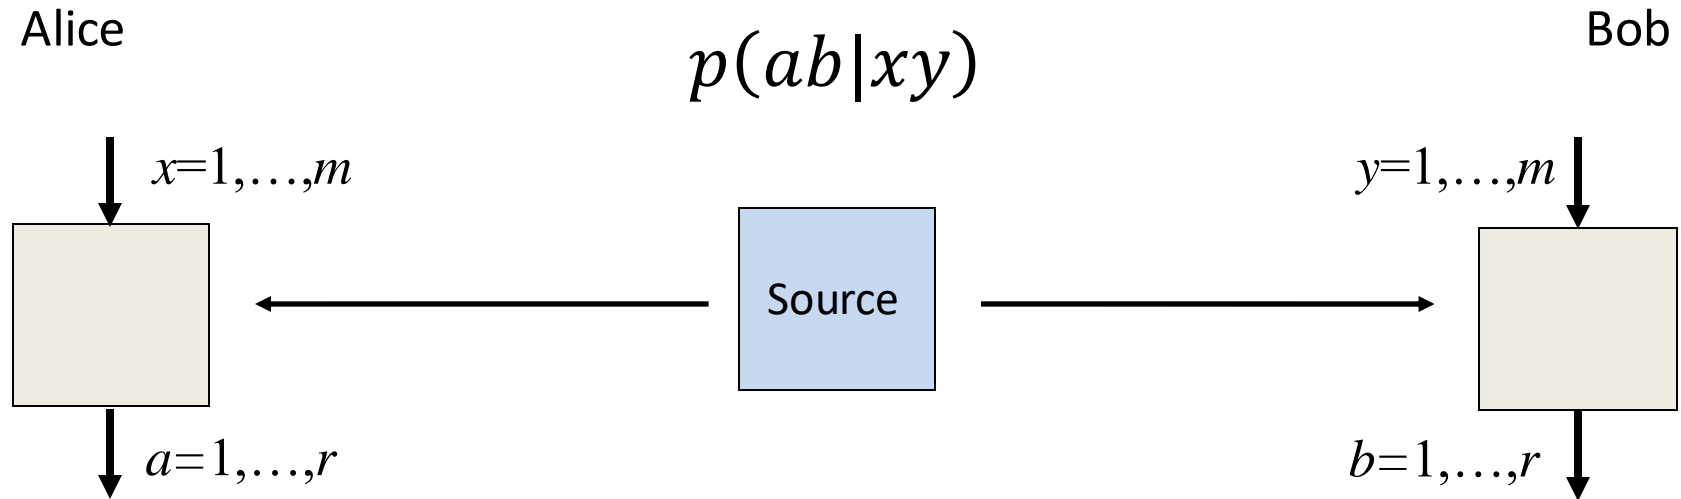 Alice
Bob
p(ab|xy)
x=1,…,m
y=1,…,m
Source
a=1,…,r
b=1,…,r